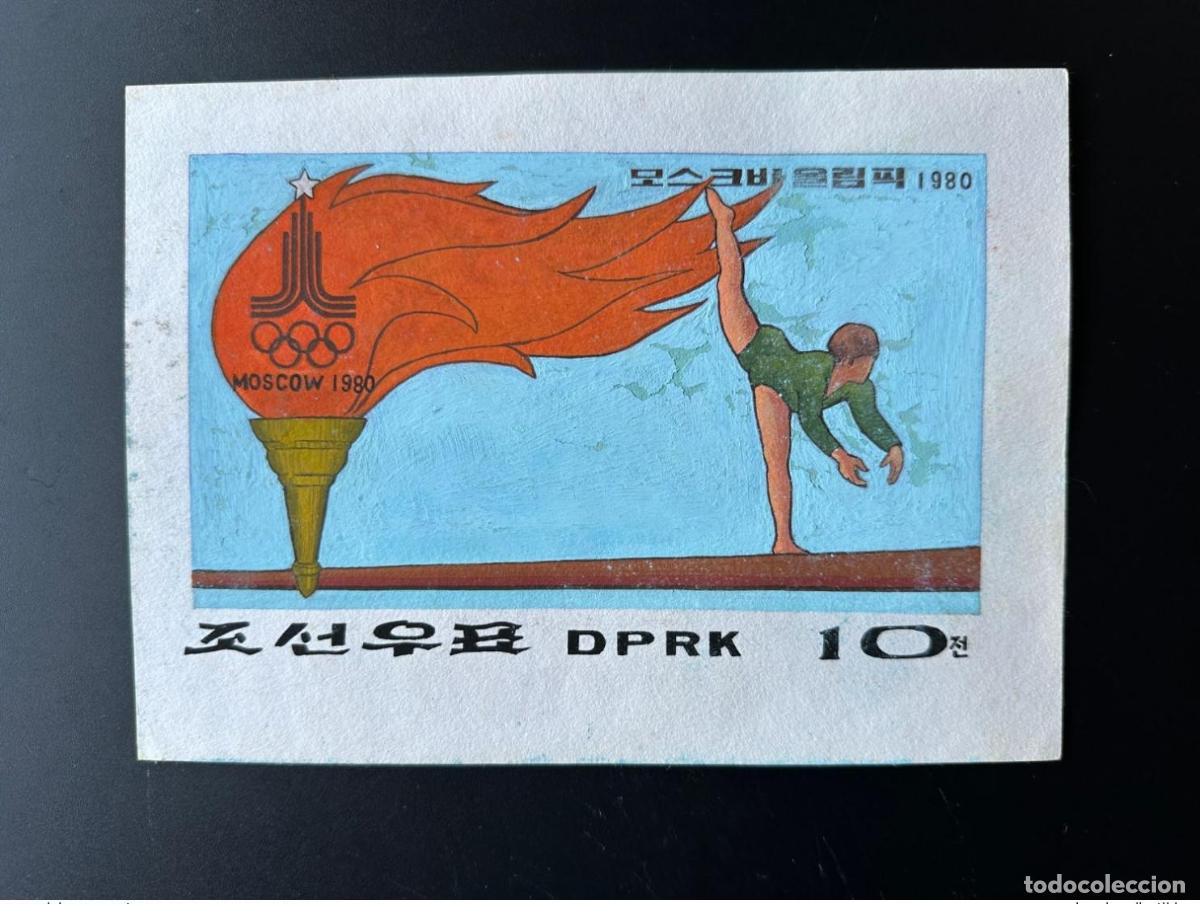 모스크바 올림픽 1980
MOSCOW 1980
조선우표 DPRK 10전
todocoleccion